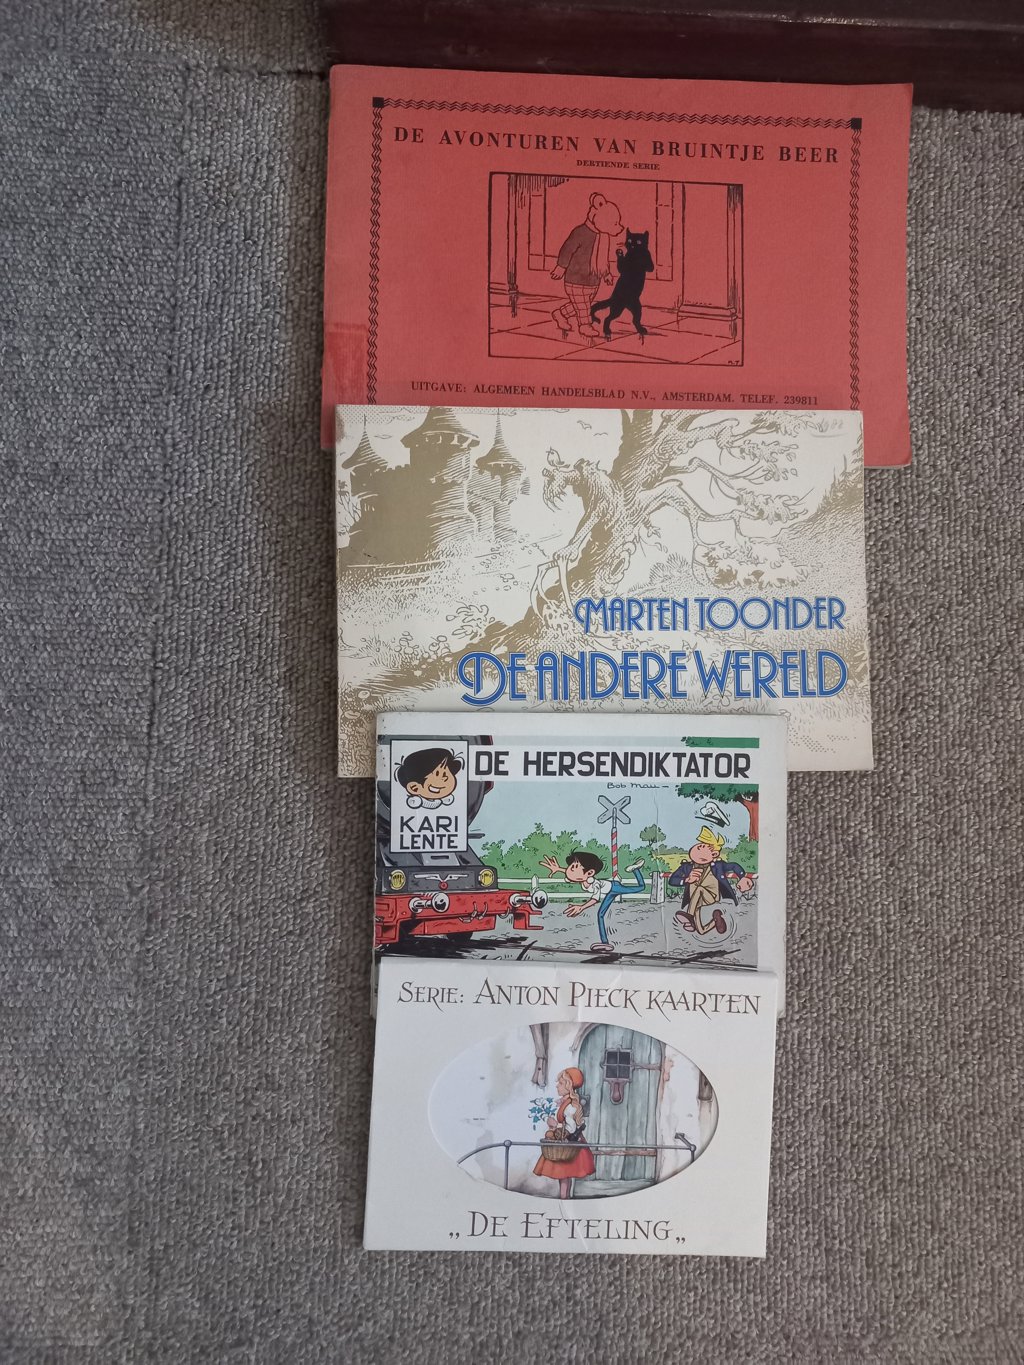 DE AVONTUREN VAN BRUINTJE BEER
DERTIENDE SERIE
A.T.
UITGAVE: ALGEMEEN HANDELSBLAD N.V., AMSTERDAM. TELEF. 239811
MARTEN TOONDER
DE ANDERE WERELD
DE HERSENDIKTATOR
Bob Mau
KARI
LENTE
SERIE: ANTON PIECK KAARTEN
„DE EFTELING„